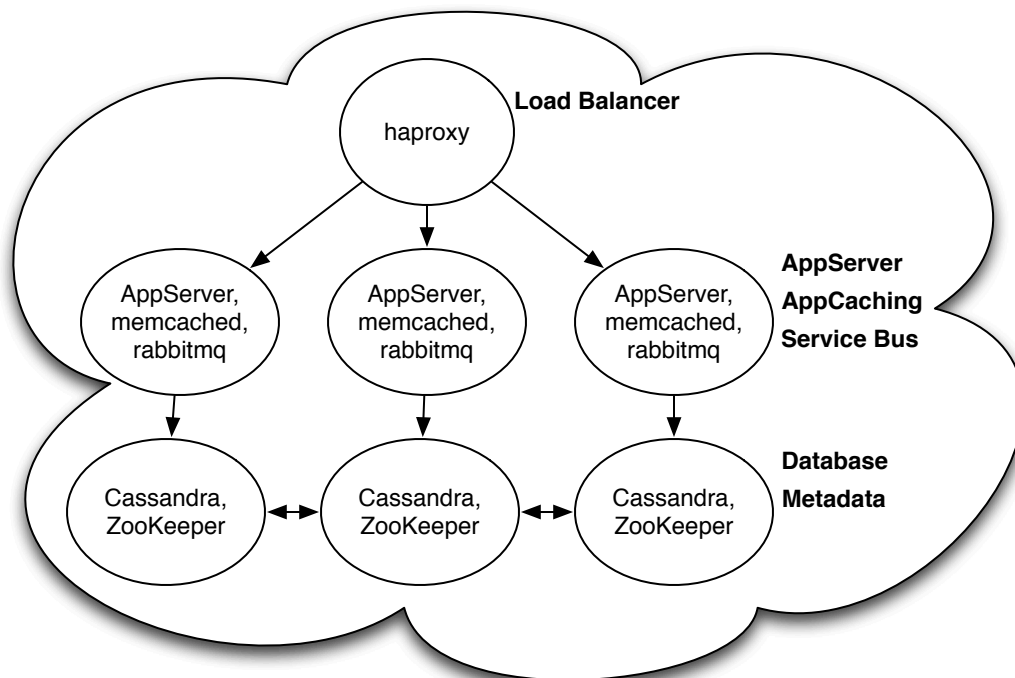 Load Balancer
haproxy
AppServer,
memcached,
rabbitmq
AppServer,
memcached,
rabbitmq
AppServer,
memcached,
rabbitmq
AppServer
AppCaching
Service Bus
Cassandra,
ZooKeeper
Cassandra,
ZooKeeper
Cassandra,
ZooKeeper
Database
Metadata